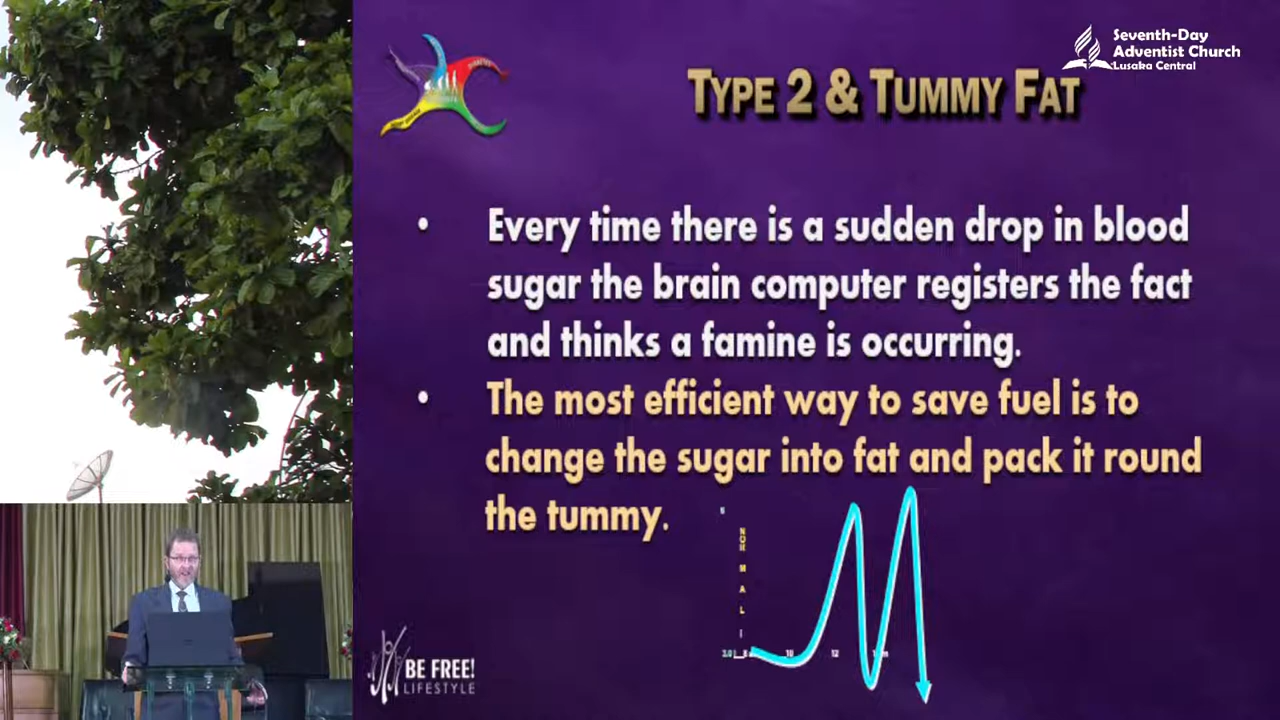 Seventh-Day
Adventist Church
Lusaka Central
TYPE 2 & TUMMY FAT
• Every time there is a sudden drop in blood
sugar the brain computer registers the fact
and thinks a famine is occurring.
• The most efficient way to save fuel is to
change the sugar into fat and pack it round
the tummy.
10
12
BE FREE!
LIFESTYLE